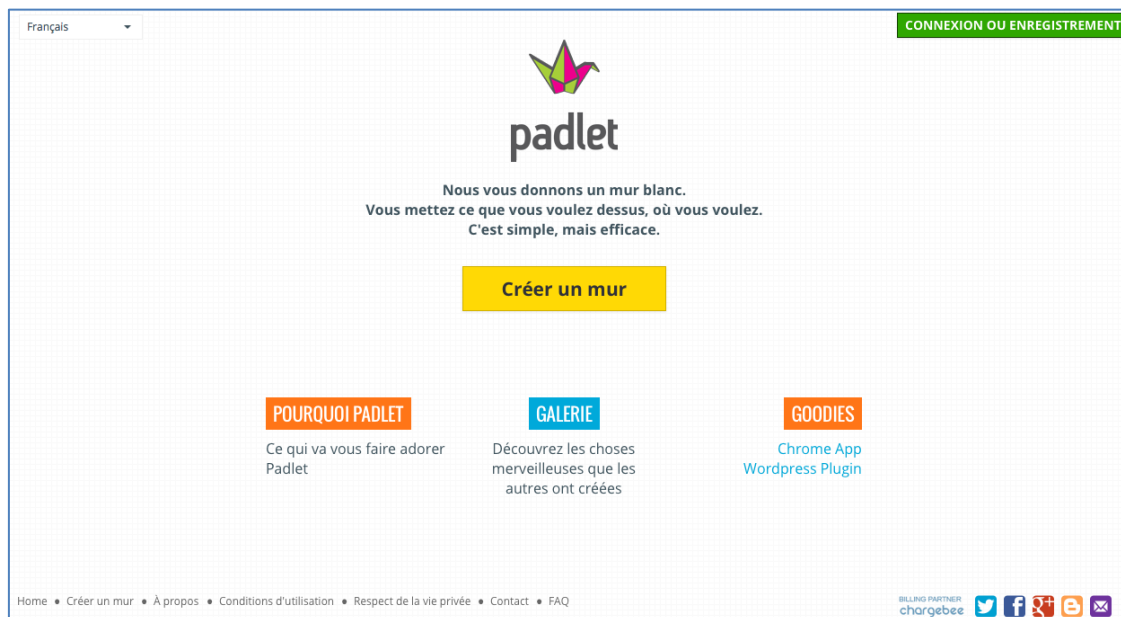 Français
CONNEXION OU ENREGISTREMENT
padlet
Nous vous donnons un mur blanc.
Vous mettez ce que vous voulez dessus, où vous voulez.
C'est simple, mais efficace.
Créer un mur
POURQUOI PADLET
Ce qui va vous faire adorer
Padlet
GALERIE
Découvrez les choses
merveilleuses que les
autres ont créées
GOODIES
Chrome App
Wordpress Plugin
Home • Créer un mur • À propos • Conditions d'utilisation • Respect de la vie privée • Contact • FAQ
BILLING PARTNER
chargebee